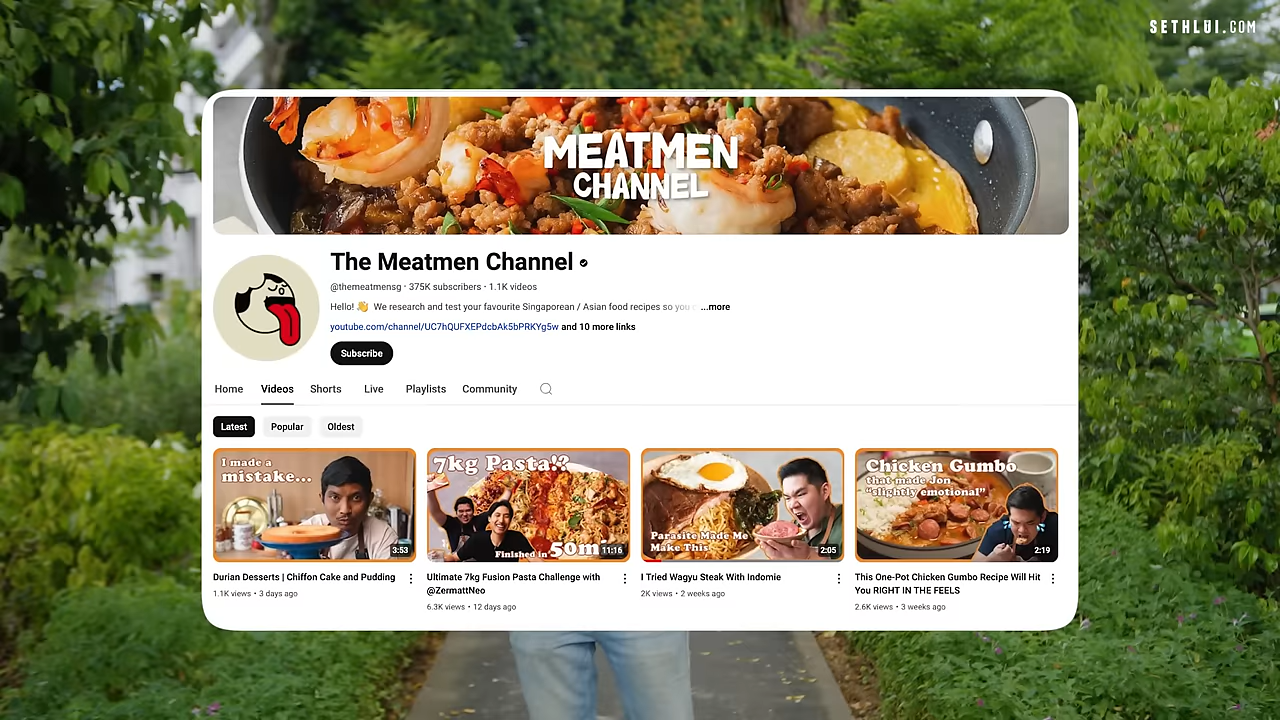 SETHLUI.COM
MEATMEN
CHANNEL
The Meatmen Channel
@themeatmensg · 375K subscribers · 1.1K videos
Hello! 👋 We research and test your favourite Singaporean / Asian food recipes so you ...more
youtube.com/channel/UC7hQUFXEPdcbAk5bPRKYg5w and 10 more links
Subscribe
Home Videos Shorts Live Playlists Community
Latest Popular Oldest
I made a
mistake...
3:53
7kg Pasta!?
Finished in 50m
11:16
Parasite Made Me
Make This
2:05
Chicken Gumbo
that made Jon
"slightly emotional"
2:19
Durian Desserts | Chiffon Cake and Pudding
1.1K views • 3 days ago
Ultimate 7kg Fusion Pasta Challenge with
@ZermattNeo
6.3K views • 12 days ago
I Tried Wagyu Steak With Indomie
2K views • 2 weeks ago
This One-Pot Chicken Gumbo Recipe Will Hit
You RIGHT IN THE FEELS
2.6K views • 3 weeks ago